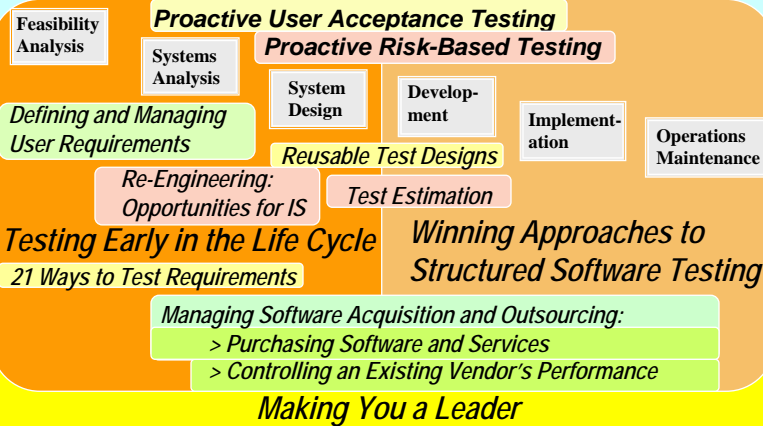 Proactive User Acceptance Testing
Feasibility
Analysis
Proactive Risk-Based Testing
Systems
Analysis
System
Design
Develop-
ment
Implement-
ation
Operations
Maintenance
Defining and Managing
User Requirements
Reusable Test Designs
Re-Engineering:
Opportunities for IS
Test Estimation
Testing Early in the Life Cycle
Winning Approaches to
Structured Software Testing
21 Ways to Test Requirements
Managing Software Acquisition and Outsourcing:
> Purchasing Software and Services
> Controlling an Existing Vendor's Performance
Making You a Leader